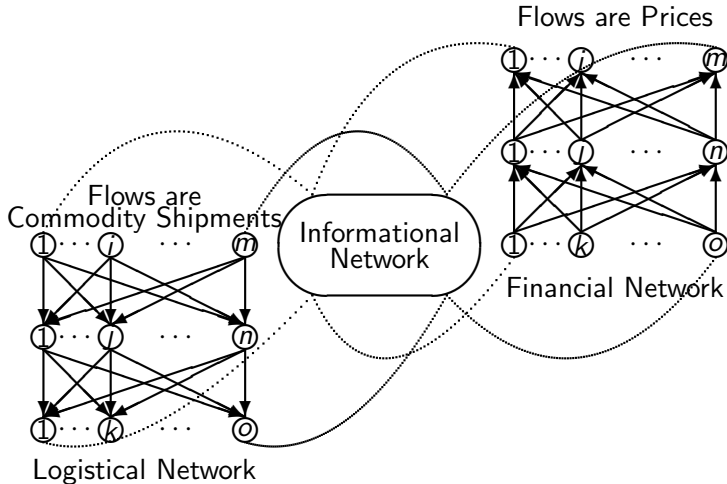 Flows are Prices
1 ··· i ··· m
1 ··· j ··· n
1 ··· k ··· o
Financial Network
Informational
Network
Flows are
Commodity Shipments
1 ··· i ··· m
1 ··· j ··· n
1 ··· k ··· o
Logistical Network